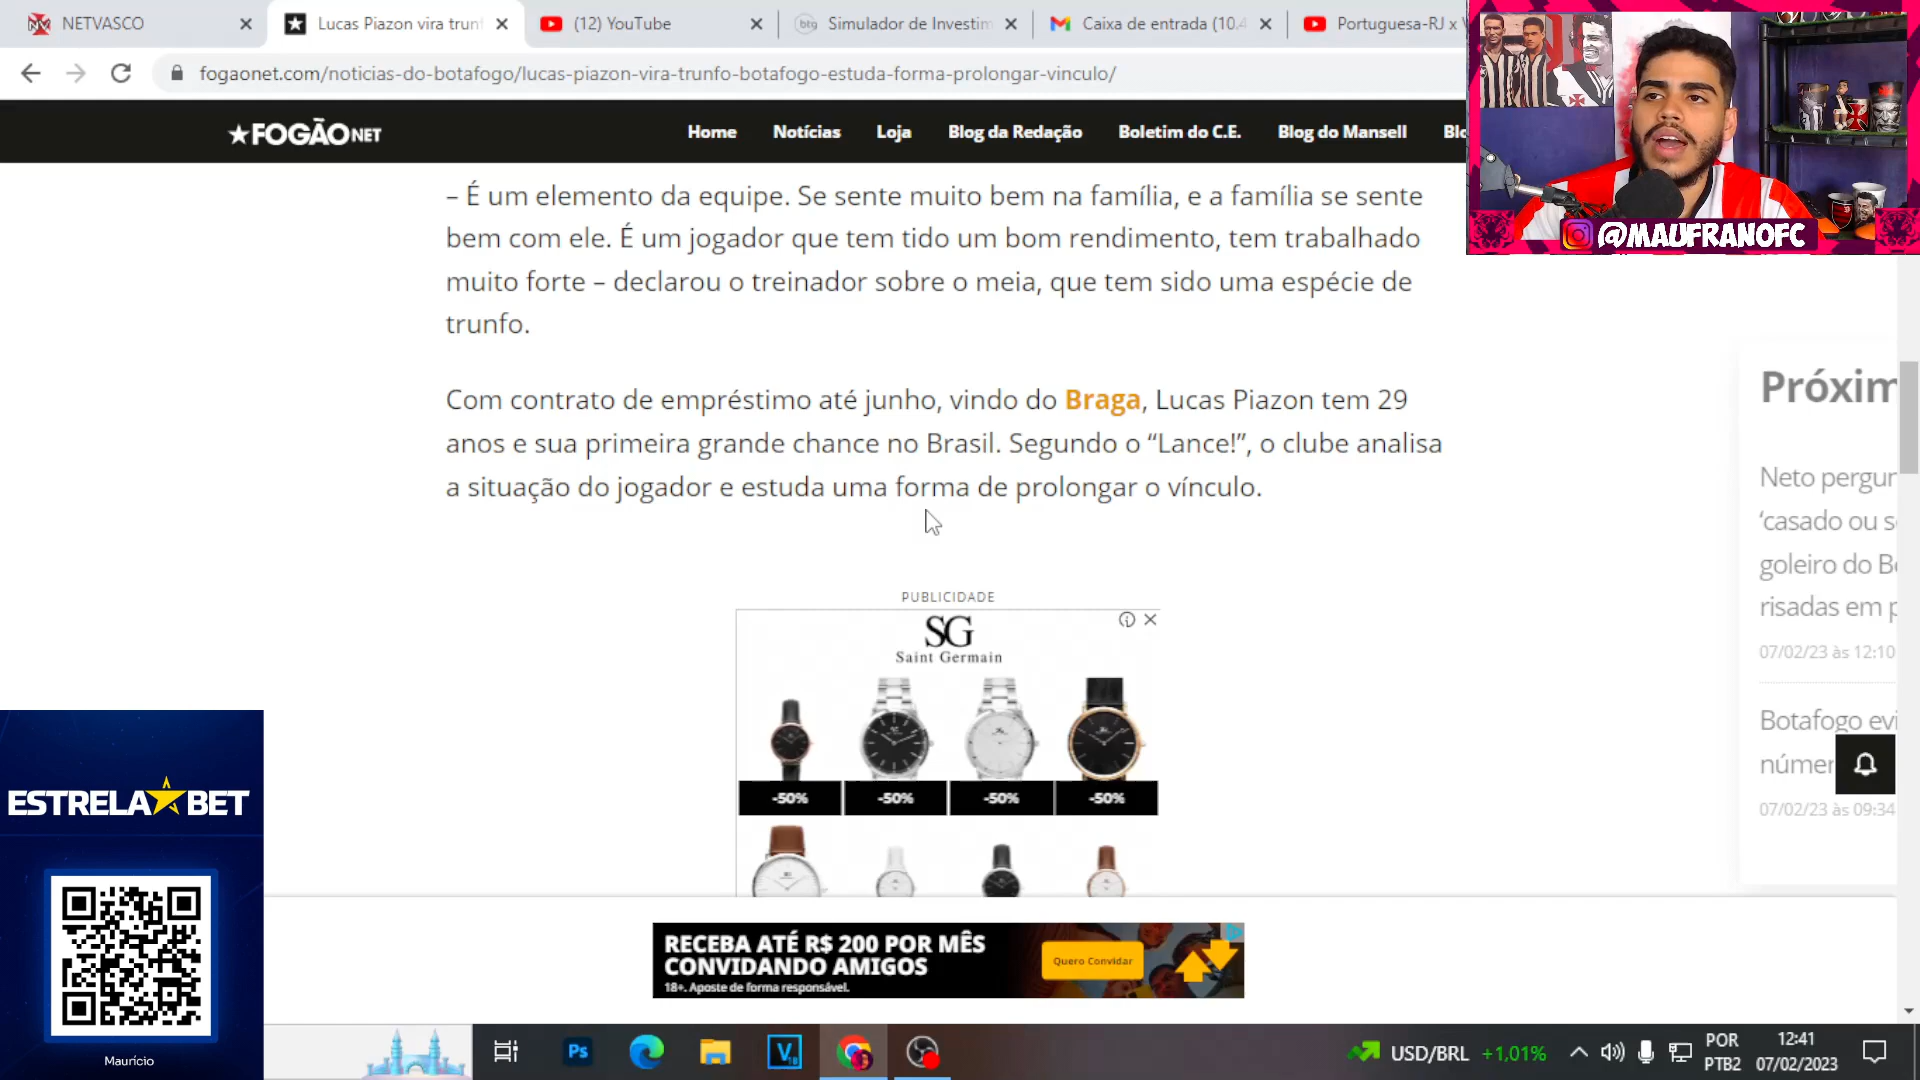 NETVASCO
Lucas Piazon vira trunf
(12) YouTube
btg
Simulador de Investim
Caixa de entrada (10.4
Portuguesa-RJ x V
fogaonet.com/noticias-do-botafogo/lucas-piazon-vira-trunfo-botafogo-estuda-forma-prolongar-vinculo/
FOGÃONET
Home
Notícias
Loja
Blog da Redação
Boletim do C.E.
Blog do Mansell
Blo
@MAUFRANOFC
– É um elemento da equipe. Se sente muito bem na família, e a família se sente
bem com ele. É um jogador que tem tido um bom rendimento, tem trabalhado
muito forte – declarou o treinador sobre o meia, que tem sido uma espécie de
trunfo.
Com contrato de empréstimo até junho, vindo do Braga, Lucas Piazon tem 29
anos e sua primeira grande chance no Brasil. Segundo o “Lance!”, o clube analisa
a situação do jogador e estuda uma forma de prolongar o vínculo.
Próxim
Neto pergun
‘casado ou s
goleiro do Bo
risadas em p
07/02/23 às 12:10
Botafogo evi
númer
07/02/23 às 09:34
PUBLICIDADE
SG
Saint Germain
-50%
-50%
-50%
-50%
ESTRELA BET
Maurício
RECEBA ATÉ R$ 200 POR MÊS
CONVIDANDO AMIGOS
18+. Aposte de forma responsável.
Quero Convidar
Ps
V
18
USD/BRL +1,01%
POR
PTB2
12:41
07/02/2023